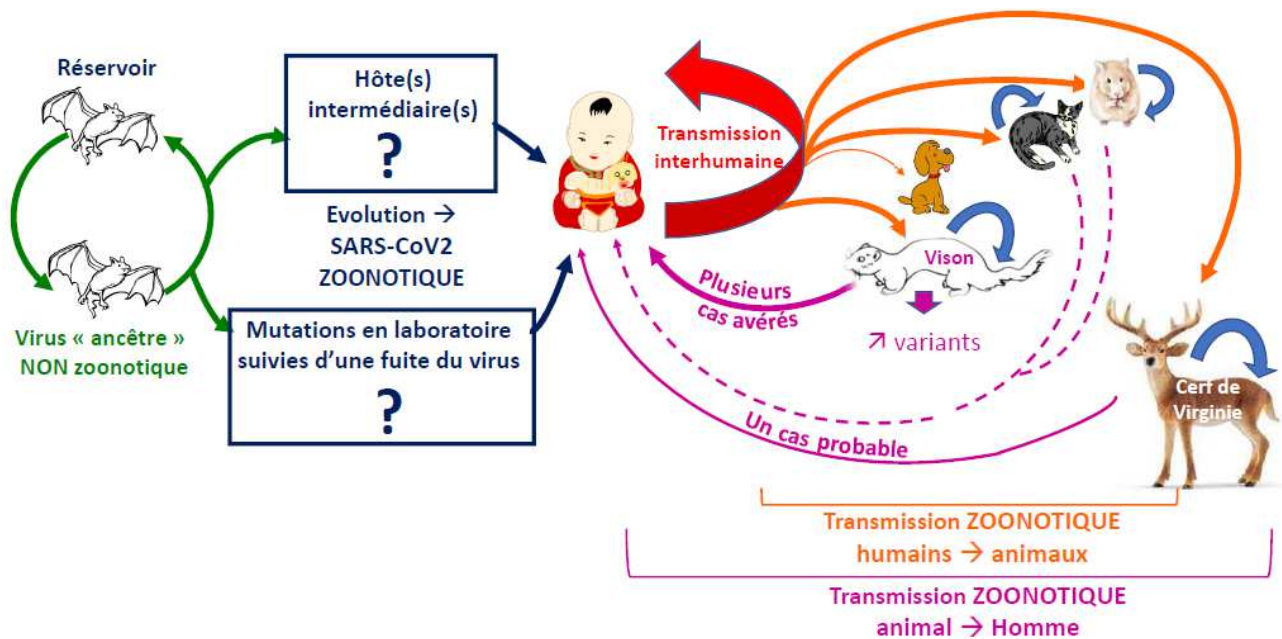 Réservoir
Virus « ancêtre »
NON zoonotique
Hôte(s)
intermédiaire(s)
?
Evolution →
SARS-CoV2
ZOONOTIQUE
Mutations en laboratoire
suivies d'une fuite du virus
?
Transmission
interhumaine
Vison
Plusieurs
cas avérés
↗ variants
Cerf de
Virginie
Un cas probable
Transmission ZOONOTIQUE
humains → animaux
Transmission ZOONOTIQUE
animal → Homme